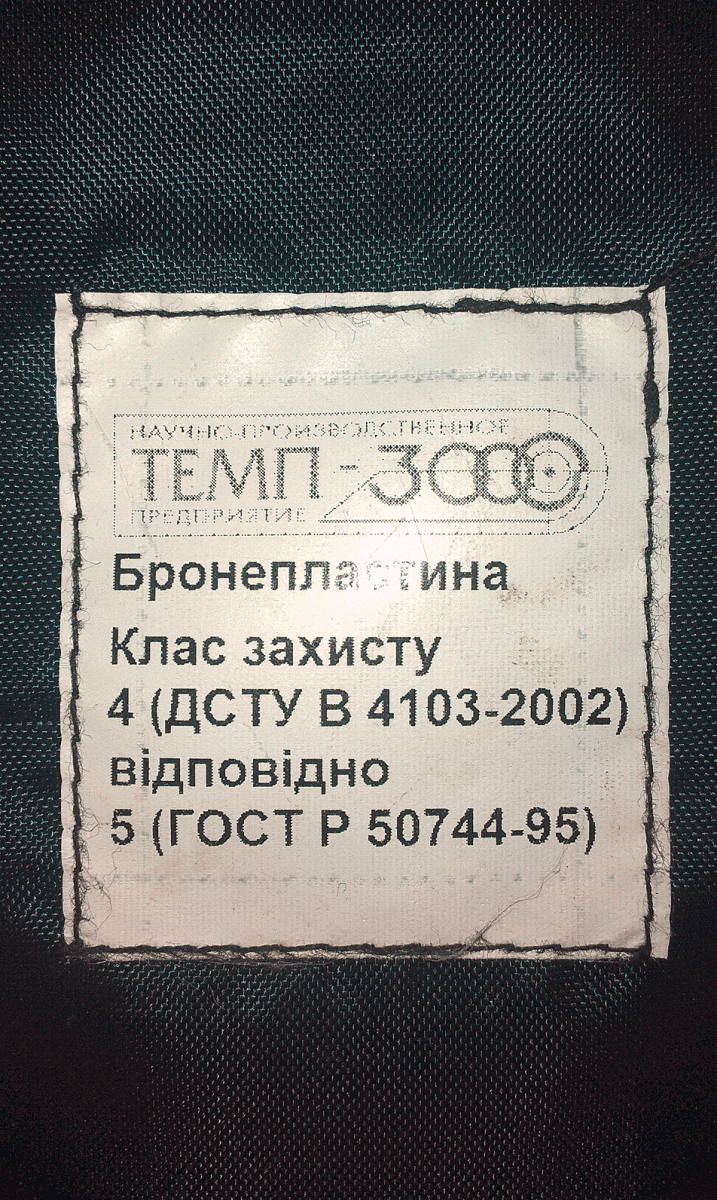 НАУЧНО-ПРОИЗВОДСТВЕННОЕ
ТЕМП - 3000
ПРЕДПРИЯТИЕ
Бронепластина
Клас захисту
4 (ДСТУ В 4103-2002)
відповідно
5 (ГОСТ Р 50744-95)